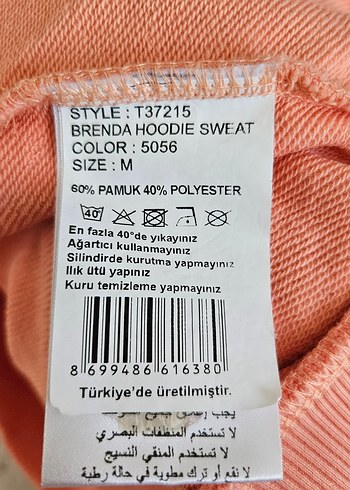 STYLE : T37215
BRENDA HOODIE SWEAT
COLOR : 5056
SIZE : M
60% PAMUK 40% POLYESTER
40
En fazla 40°de yıkayınız
Ağartıcı kullanmayınız
Silindirde kurutma yapmayınız
Ilık ütü yapınız
Kuru temizleme yapmayınız
8 699486 616380
Türkiye'de üretilmiştir.
لا تستخدم المنظفات البصري
لا تستخدم المنقي النسيج
لا نقع أو ترك مطوية في حالة رطبة